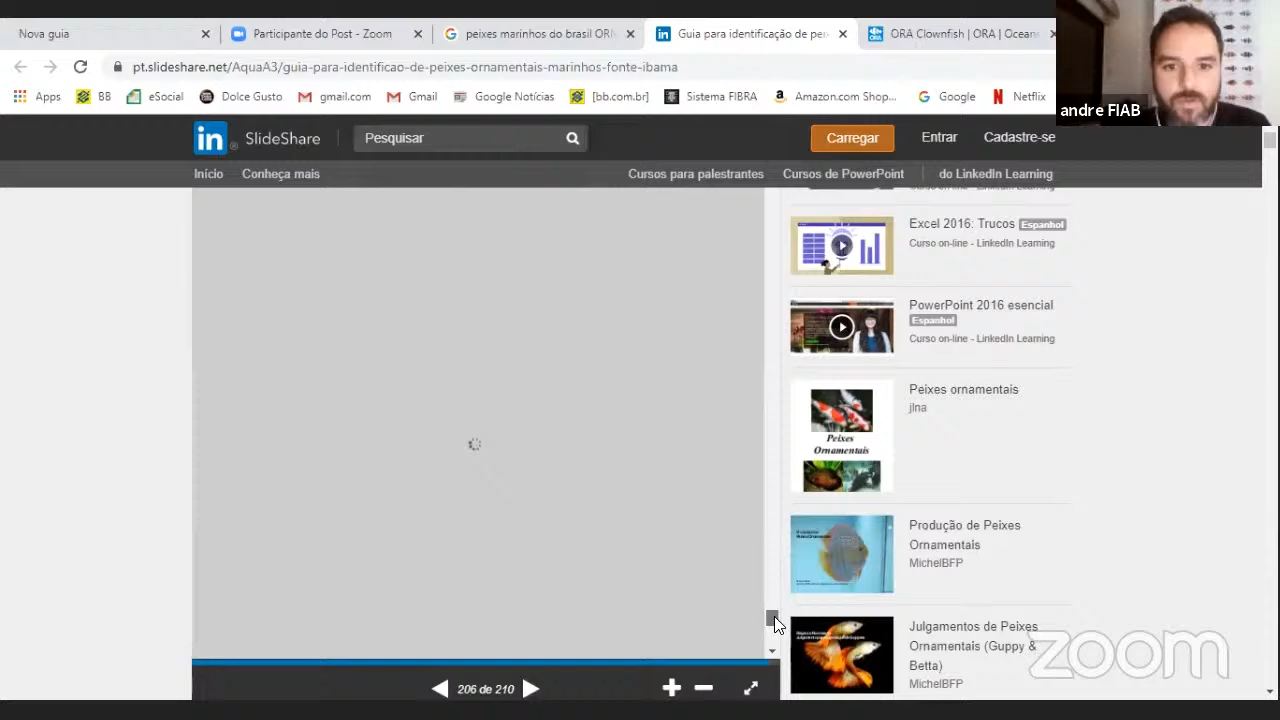 Nova guia
Participante do Post - Zoom
peixes marinhos do brasil ORN
Guia para identificação de pei
ORA Clownfish | ORA | Oceans
pt.slideshare.net/AquaA3/guia-para-identificao-de-peixes-ornamentais-marinhos-fonte-ibama
Apps
BB
eSocial
Dolce Gusto
gmail.com
Gmail
Google Notícias
[bb.com.br]
Sistema FIBRA
Amazon.com Shop...
Google
Netflix
andre FIAB
in SlideShare
Pesquisar
Carregar
Entrar
Cadastre-se
Início
Conheça mais
Cursos para palestrantes
Cursos de PowerPoint
do LinkedIn Learning
Excel 2016: Trucos Espanhol
Curso on-line - LinkedIn Learning
PowerPoint 2016 esencial
Espanhol
Curso on-line - LinkedIn Learning
Peixes ornamentais
jlna
Peixes
Ornamentais
Produção de Peixes
Ornamentais
MichelBFP
Julgamentos de Peixes
Ornamentais (Guppy &
Betta)
MichelBFP
206 de 210
zoom